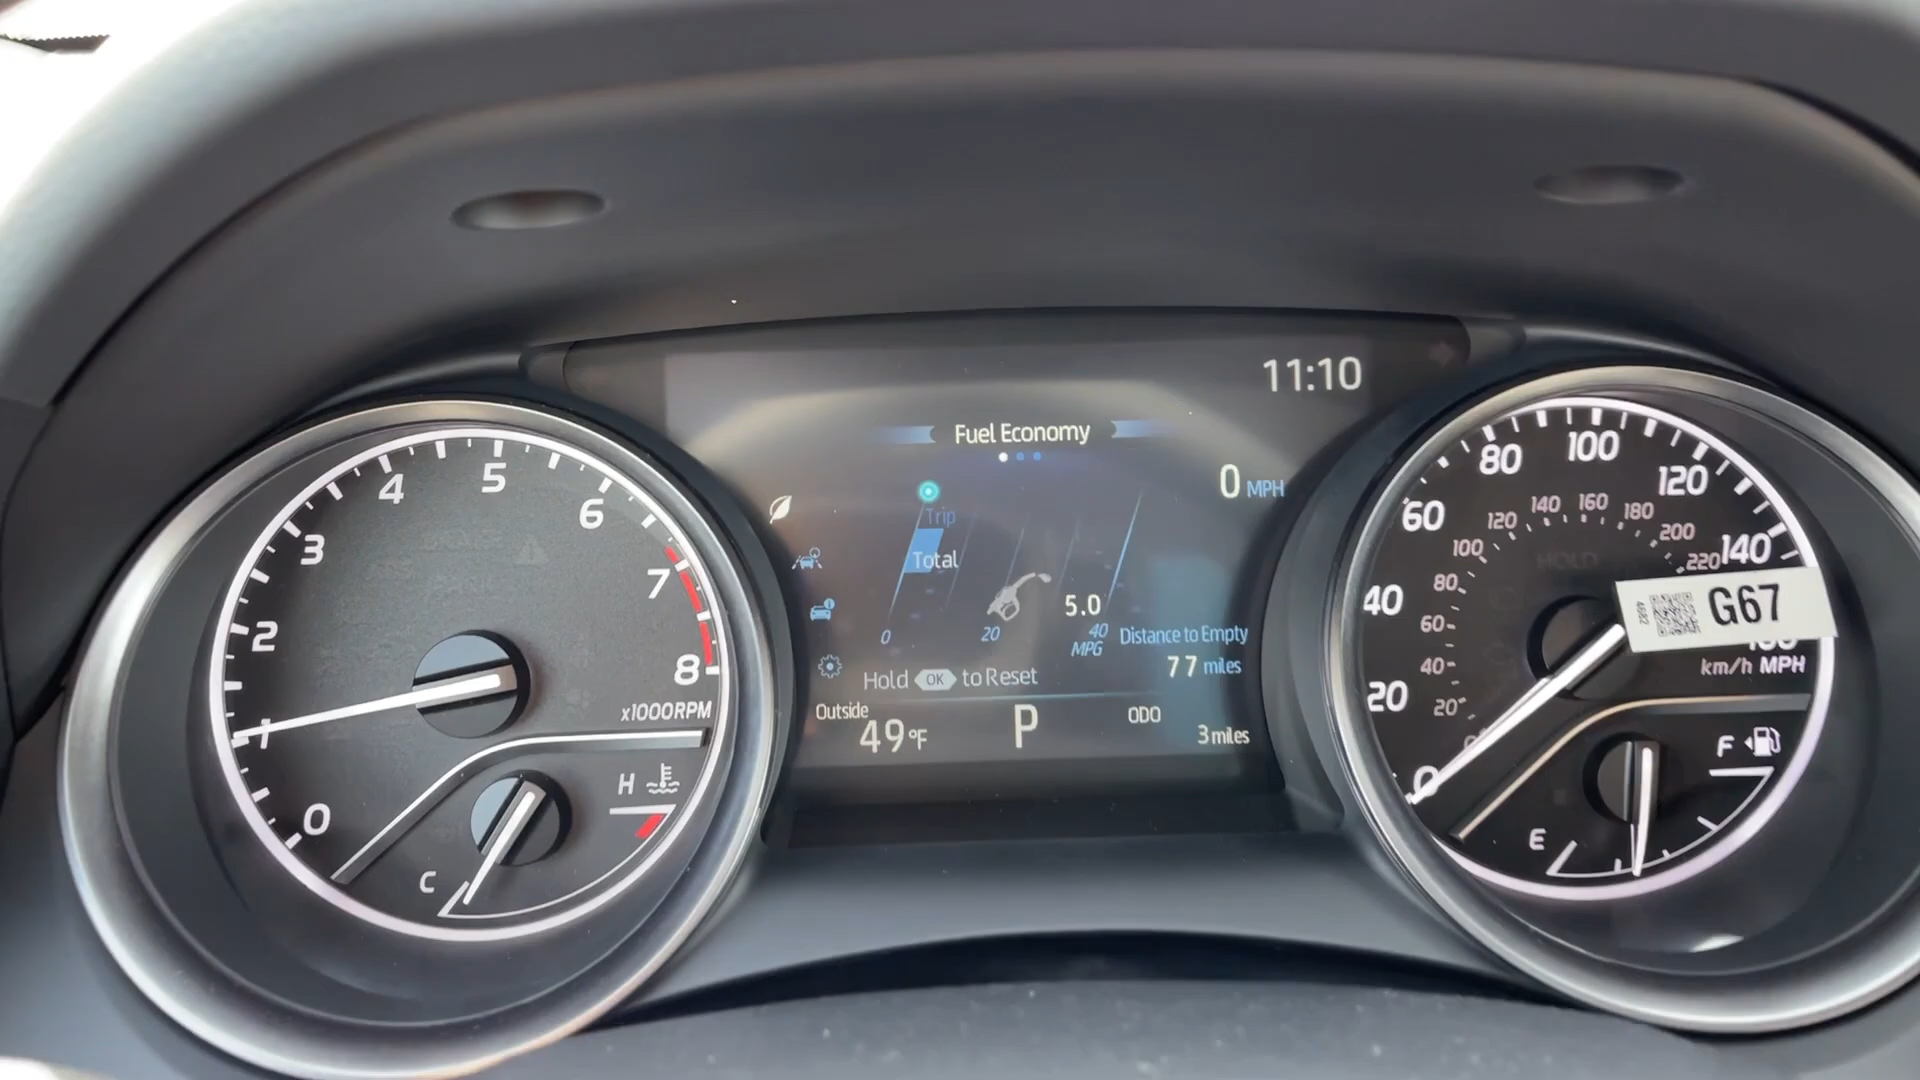 11:10
Fuel Economy
0 MPH
Trip
Total
5.0
0 20 40
MPG
Distance to Empty
77 miles
Hold OK to Reset
Outside
49°F
P
ODO
3 miles
0 1 2 3 4 5 6 7 8
x1000RPM
H
C
0 20 40 60 80 100 120 140
20 40 60 80 100 120 140 160 180 200 220
HOLD
4682
G67
km/h MPH
F
E